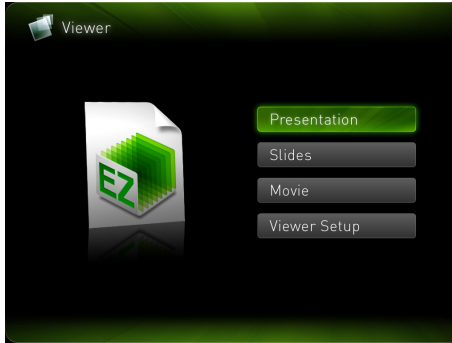 Viewer
EZ
Presentation
Slides
Movie
Viewer Setup